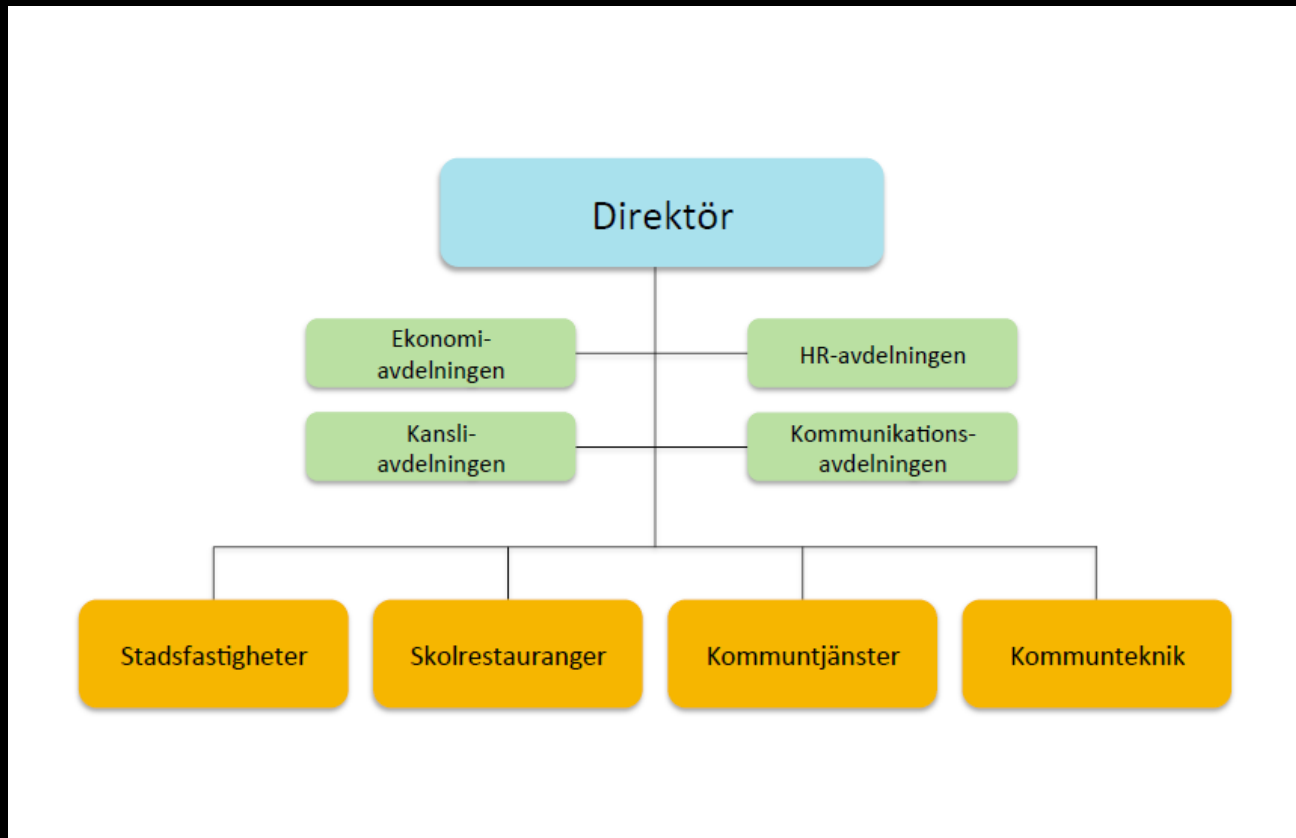 Direktör
Ekonomi-
avdelningen
HR-avdelningen
Kansli-
avdelningen
Kommunikations-
avdelningen
Stadsfastigheter
Skolrestauranger
Kommuntjänster
Kommunteknik